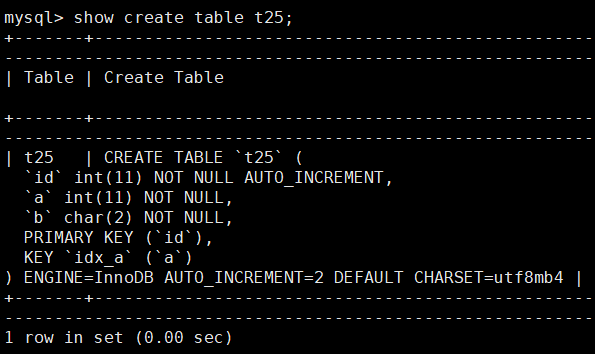 mysql> show create table t25;
+-------+--------------------------------------------------
-----------------------------------------------------------
| Table | Create Table
+-------+--------------------------------------------------
-----------------------------------------------------------
| t25   | CREATE TABLE `t25` (
  `id` int(11) NOT NULL AUTO_INCREMENT,
  `a` int(11) NOT NULL,
  `b` char(2) NOT NULL,
  PRIMARY KEY (`id`),
  KEY `idx_a` (`a`)
) ENGINE=InnoDB AUTO_INCREMENT=2 DEFAULT CHARSET=utf8mb4 |
+-------+--------------------------------------------------
-----------------------------------------------------------
1 row in set (0.00 sec)